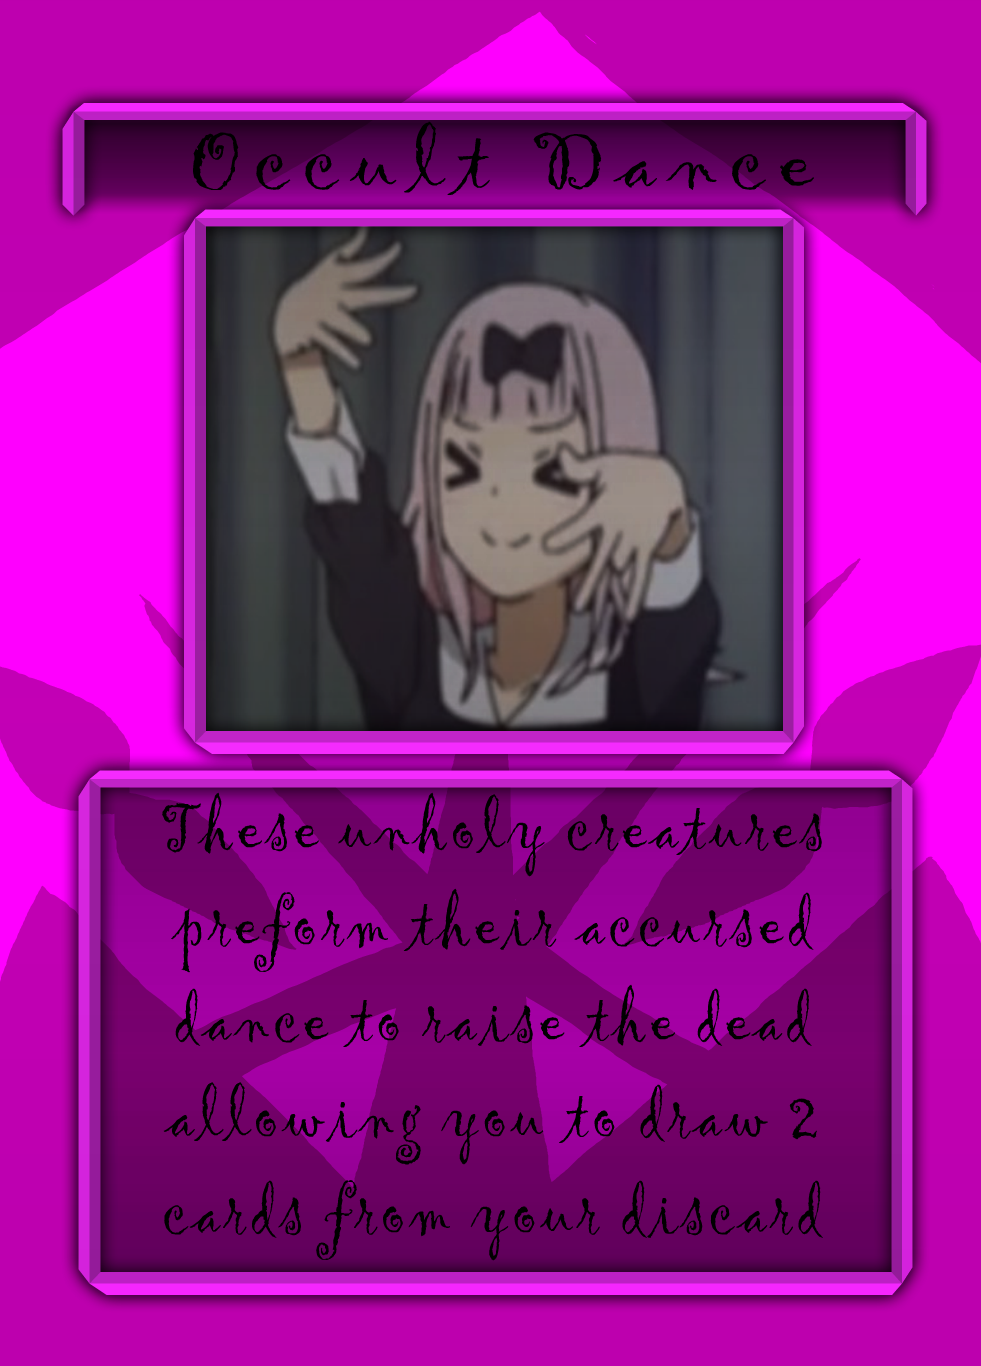 Occult Dance
These unholy creatures
preform their accursed
dance to raise the dead
allowing you to draw 2
cards from your discard